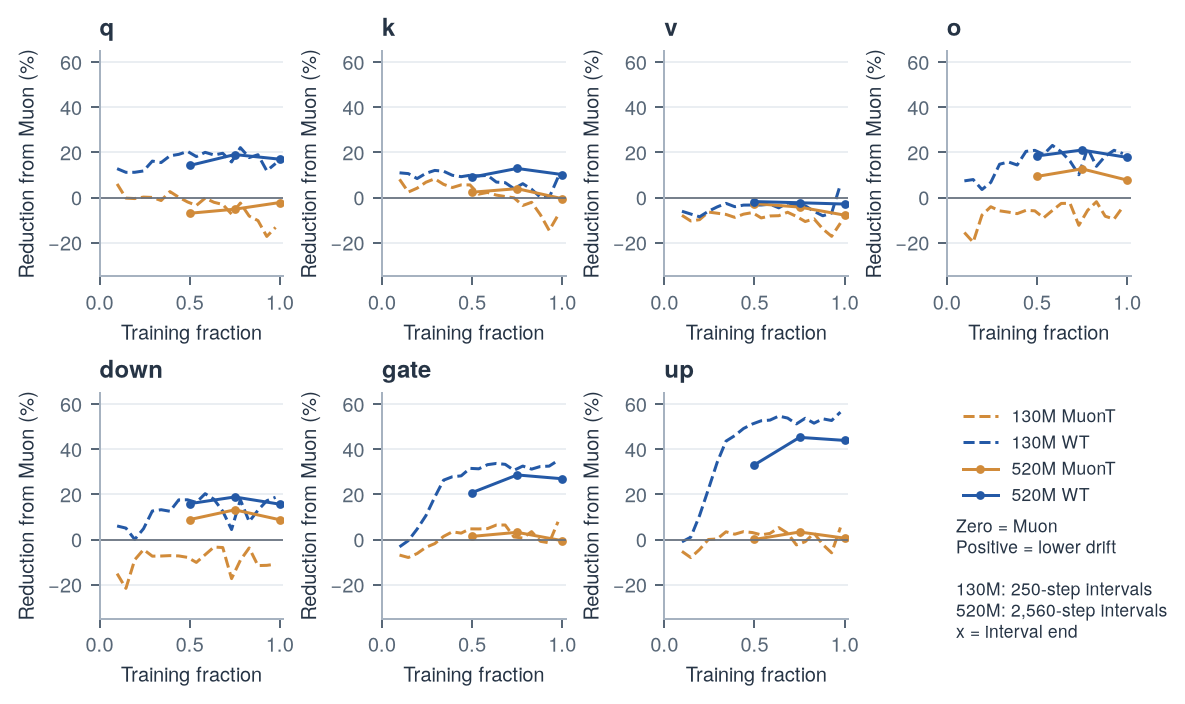 q
k
v
o
Reduction from Muon (%)
60
40
20
0
−20
0.0
0.5
1.0
Training fraction
Reduction from Muon (%)
60
40
20
0
−20
0.0
0.5
1.0
Training fraction
Reduction from Muon (%)
60
40
20
0
−20
0.0
0.5
1.0
Training fraction
Reduction from Muon (%)
60
40
20
0
−20
0.0
0.5
1.0
Training fraction
down
gate
up
Reduction from Muon (%)
60
40
20
0
−20
0.0
0.5
1.0
Training fraction
Reduction from Muon (%)
60
40
20
0
−20
0.0
0.5
1.0
Training fraction
Reduction from Muon (%)
60
40
20
0
−20
0.0
0.5
1.0
Training fraction
130M MuonT
130M WT
520M MuonT
520M WT
Zero = Muon
Positive = lower drift
130M: 250-step intervals
520M: 2,560-step intervals
x = interval end